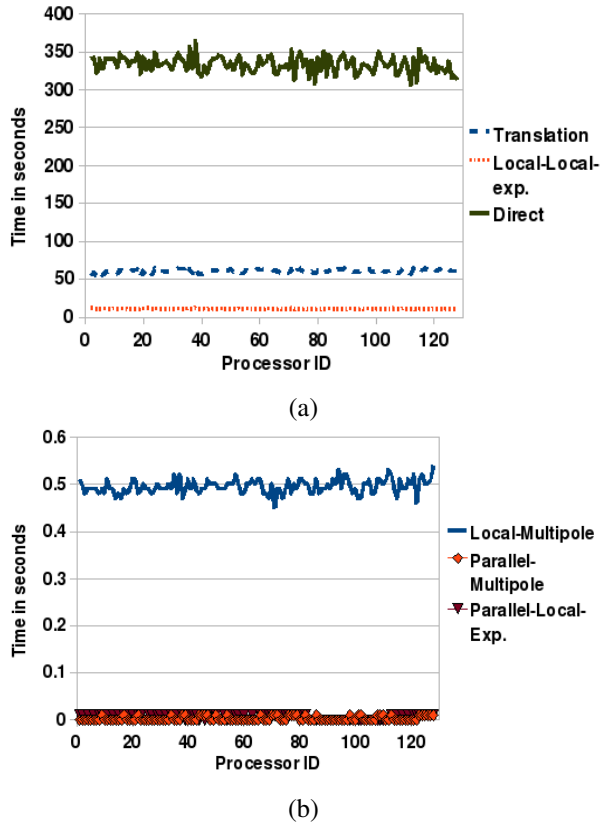 400
350
300
250
200
150
100
50
0
Time in seconds
0 20 40 60 80 100 120
Processor ID
Translation
Local-Local-
exp.
Direct
(a)
0.6
0.5
0.4
0.3
0.2
0.1
0
Time in seconds
0 20 40 60 80 100 120
Processor ID
Local-Multipole
Parallel-
Multipole
Parallel-Local-
Exp.
(b)